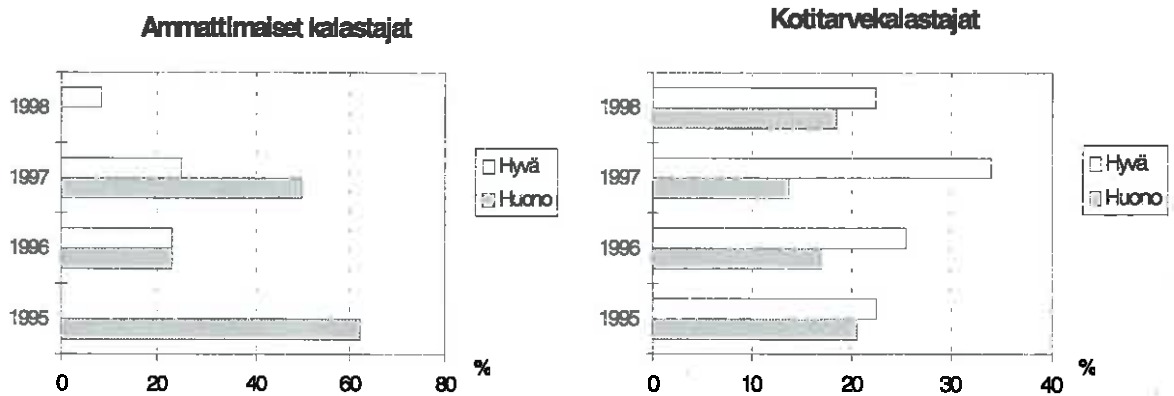 Ammattimaiset kalastajat
1998
1997
1996
1995
0 20 40 60 80
%
Hyvä
Huono
Kotitarvekalastajat
1998
1997
1996
1995
0 10 20 30 40
%
Hyvä
Huono